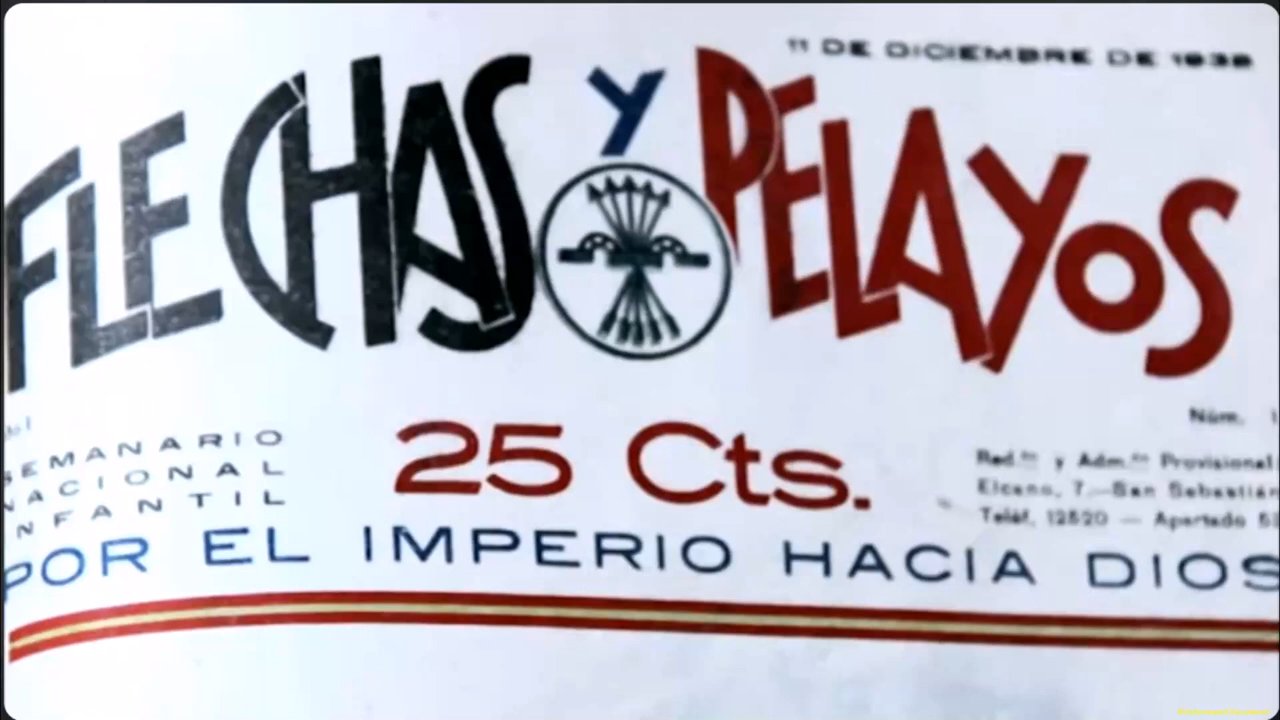 11 DE DICIEMBRE DE 1938
FLECHAS Y PELAYOS
Núm.
SEMANARIO
NACIONAL
INFANTIL
25 Cts.
Red.ón y Adm.ón Provisional
Elcano, 7.—San Sebastián
Teléf. 12520 — Apartado
POR EL IMPERIO HACIA DIOS